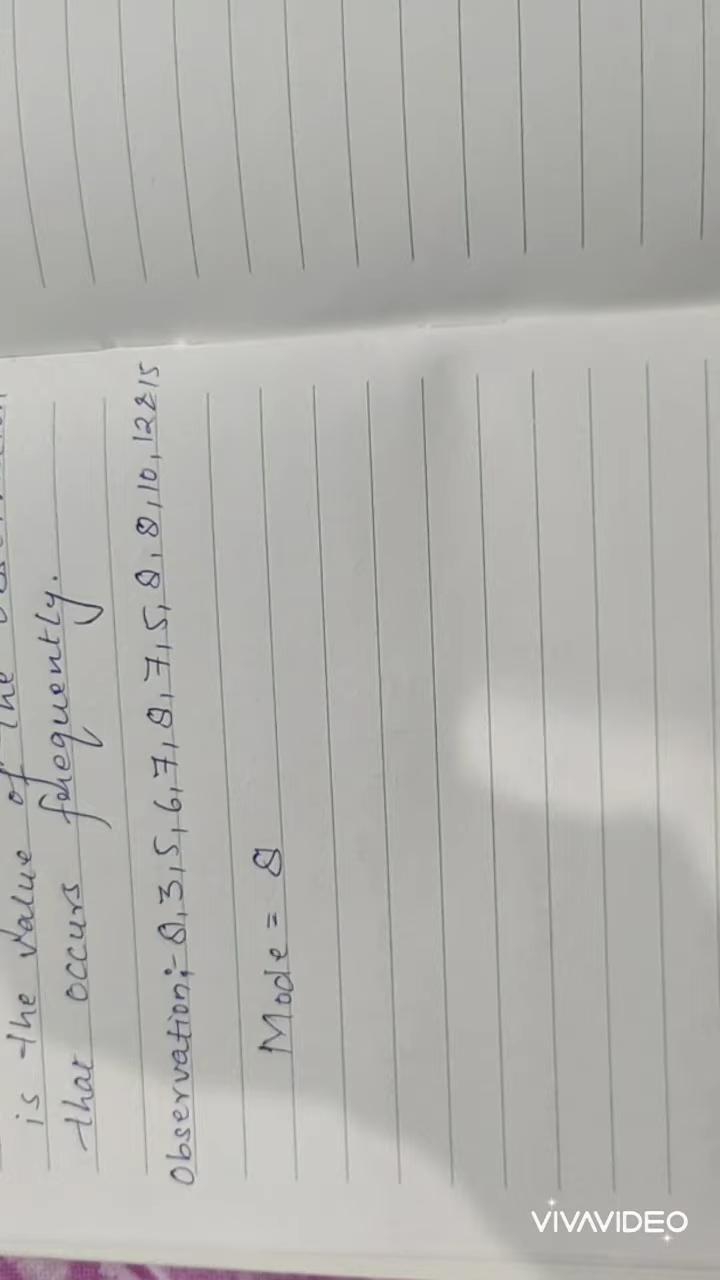 is the value of the
that occurs frequently.
Observation:- 8, 3, 5, 6, 7, 7, 8, 7, 5, 8, 8, 10, 12 & 15
Mode = 8
VIVAVIDEO